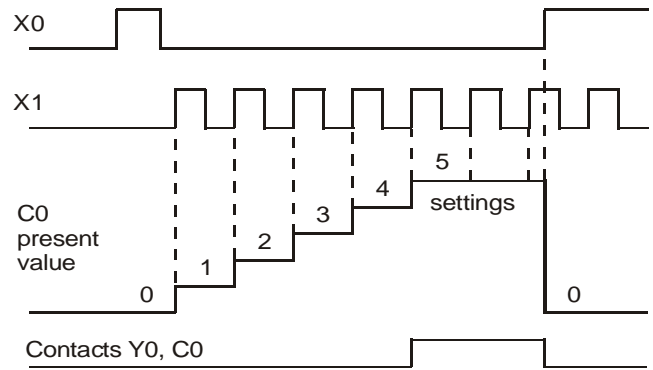 X0
X1
5
4
settings
3
C0
present
value
2
1
0
0
Contacts Y0, C0